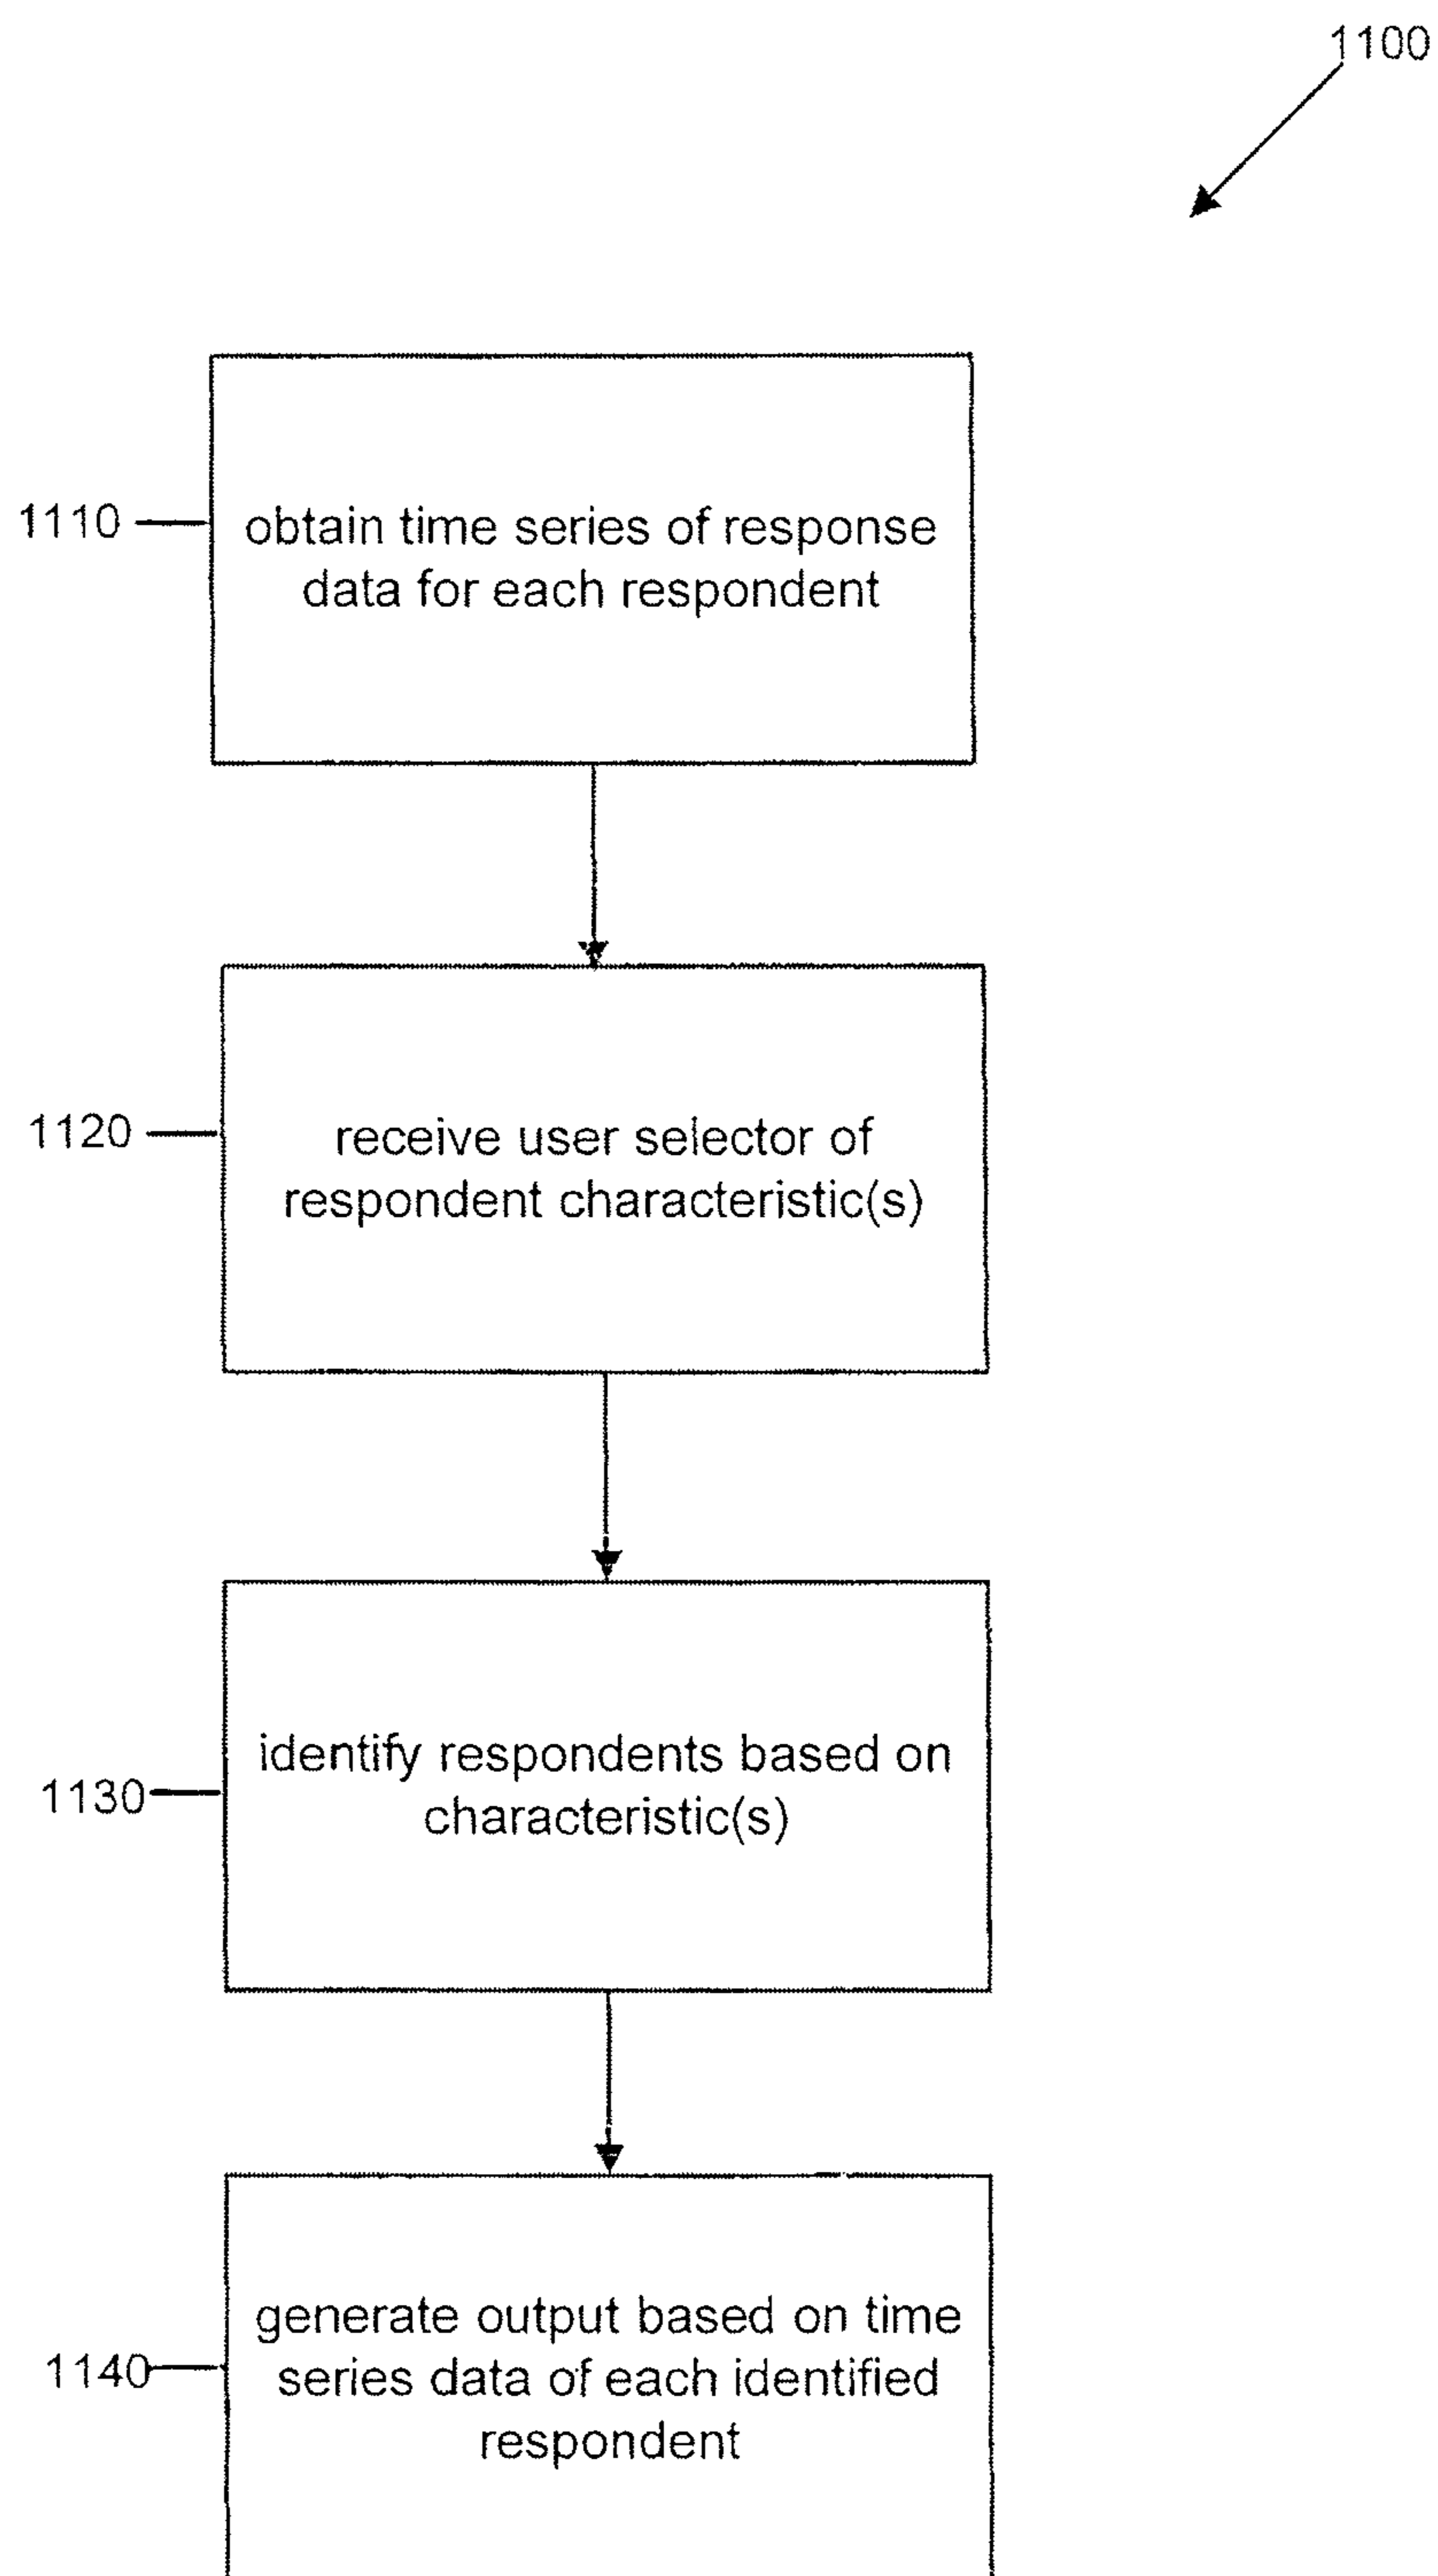 1100
1110
obtain time series of response
data for each respondent
1120
receive user selector of
respondent characteristic(s)
1130
identify respondents based on
characteristic(s)
1140
generate output based on time
series data of each identified
respondent